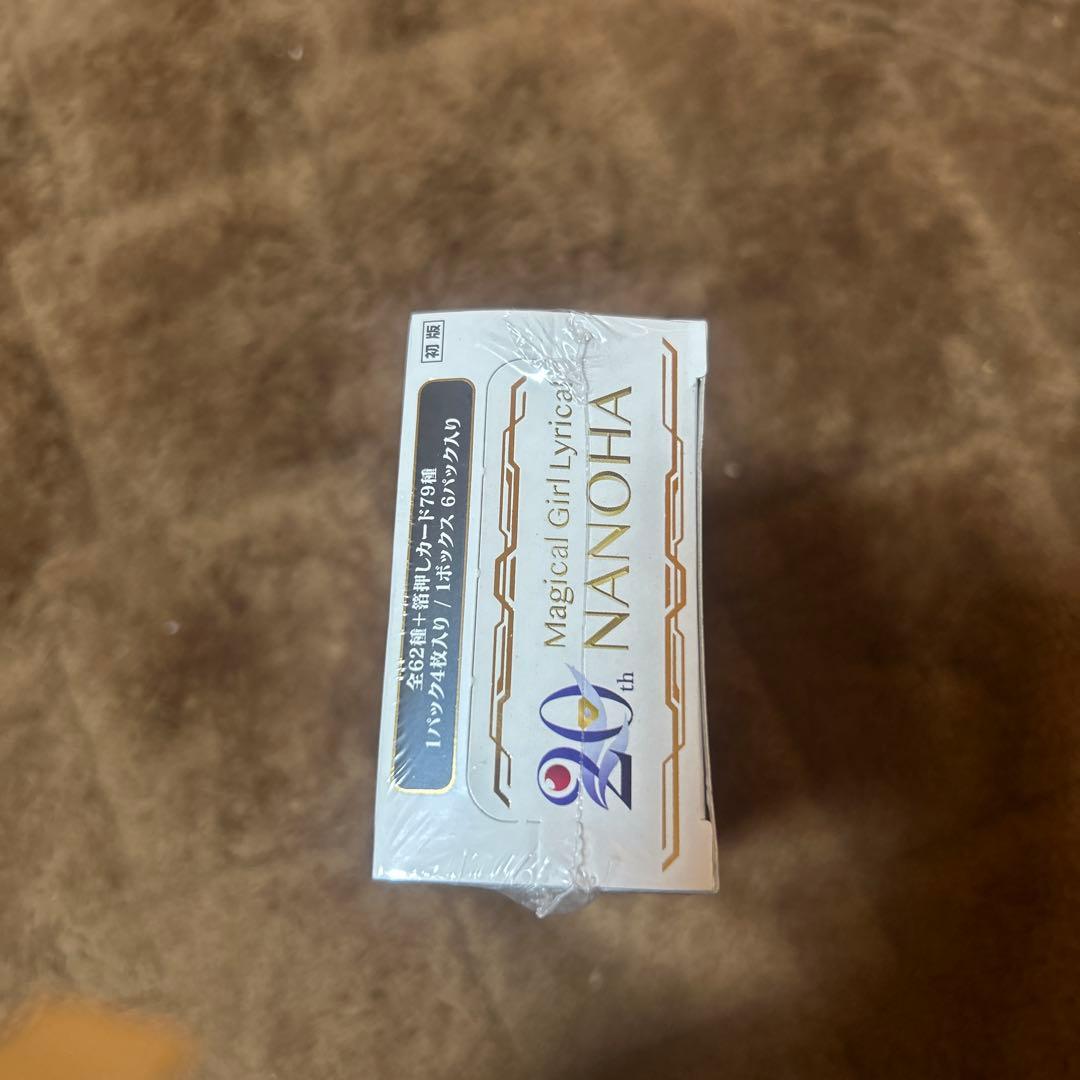 初版
全62種＋箔押しカード79種
1パック4枚入り / 1ボックス 6パック入り
Magical Girl Lyrical
NANOHA
20th